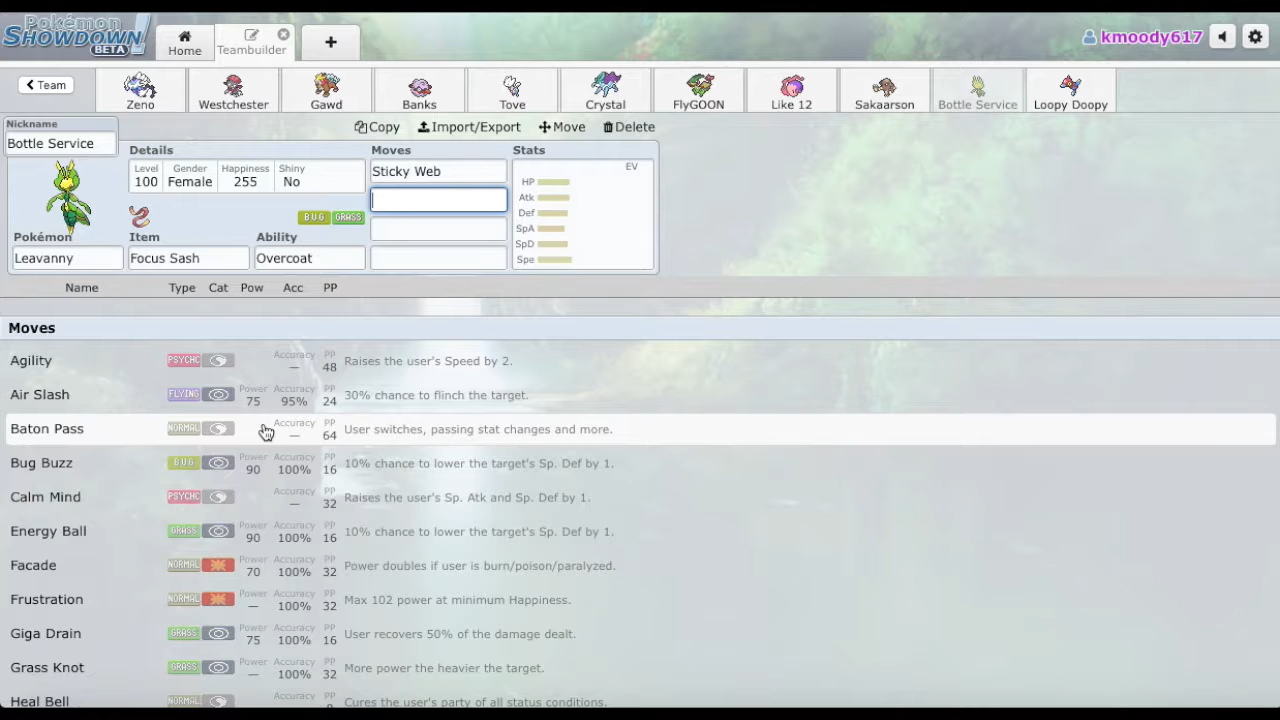 Pokémon
SHOWDOWN
BETA
Home
Teambuilder
+
kmoody617
Team
Zeno
Westchester
Gawd
Banks
Tove
Crystal
FlyGOON
Like 12
Sakaarson
Bottle Service
Loopy Doopy
Nickname
Bottle Service
Copy Import/Export Move Delete
Details
Level Gender Happiness Shiny
100 Female 255 No
BUG GRASS
Pokémon Item Ability
Leavanny Focus Sash Overcoat
Moves
Sticky Web
Stats
EV
HP
Atk
Def
SpA
SpD
Spe
Name Type Cat Pow Acc PP
Moves
Agility PSYCHC Accuracy — PP 48 Raises the user's Speed by 2.
Air Slash FLYING Power 75 Accuracy 95% PP 24 30% chance to flinch the target.
Baton Pass NORMAL Accuracy — PP 64 User switches, passing stat changes and more.
Bug Buzz BUG Power 90 Accuracy 100% PP 16 10% chance to lower the target's Sp. Def by 1.
Calm Mind PSYCHC Accuracy — PP 32 Raises the user's Sp. Atk and Sp. Def by 1.
Energy Ball GRASS Power 90 Accuracy 100% PP 16 10% chance to lower the target's Sp. Def by 1.
Facade NORMAL Power 70 Accuracy 100% PP 32 Power doubles if user is burn/poison/paralyzed.
Frustration NORMAL Power — Accuracy 100% PP 32 Max 102 power at minimum Happiness.
Giga Drain GRASS Power 75 Accuracy 100% PP 16 User recovers 50% of the damage dealt.
Grass Knot GRASS Power — Accuracy 100% PP 32 More power the heavier the target.
Heal Bell NORMAL Accuracy PP Cures the user's party of all status conditions.